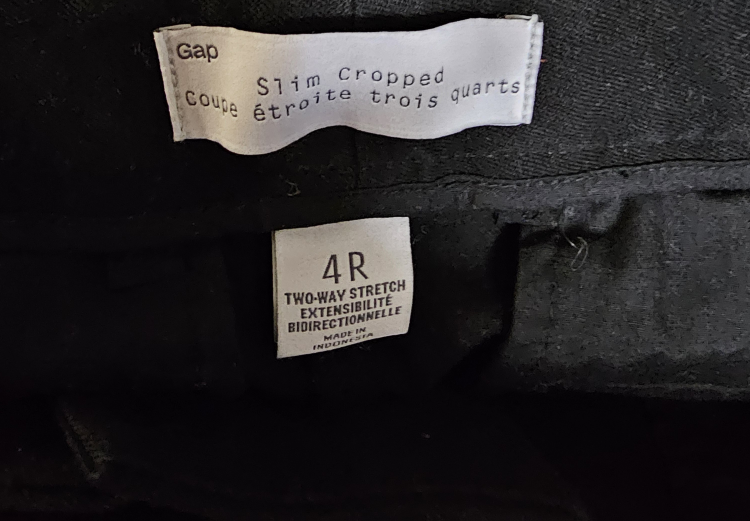 Gap
Slim Cropped
Coupe étroite trois quarts
4R
TWO-WAY STRETCH
EXTENSIBILITÉ
BIDIRECTIONNELLE
MADE IN
INDONESIA